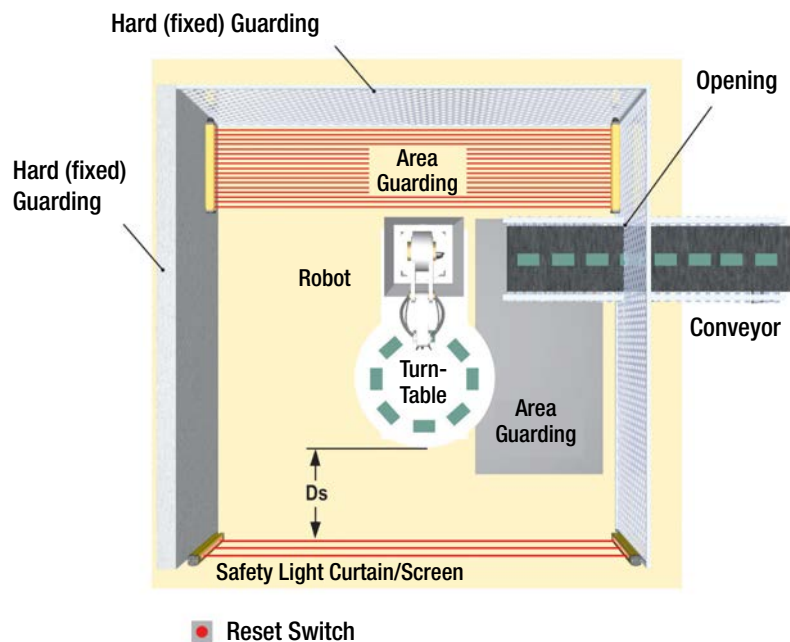 Hard (fixed) Guarding
Opening
Area
Guarding
Hard (fixed)
Guarding
Robot
Conveyor
Turn-
Table
Area
Guarding
Ds
Safety Light Curtain/Screen
Reset Switch